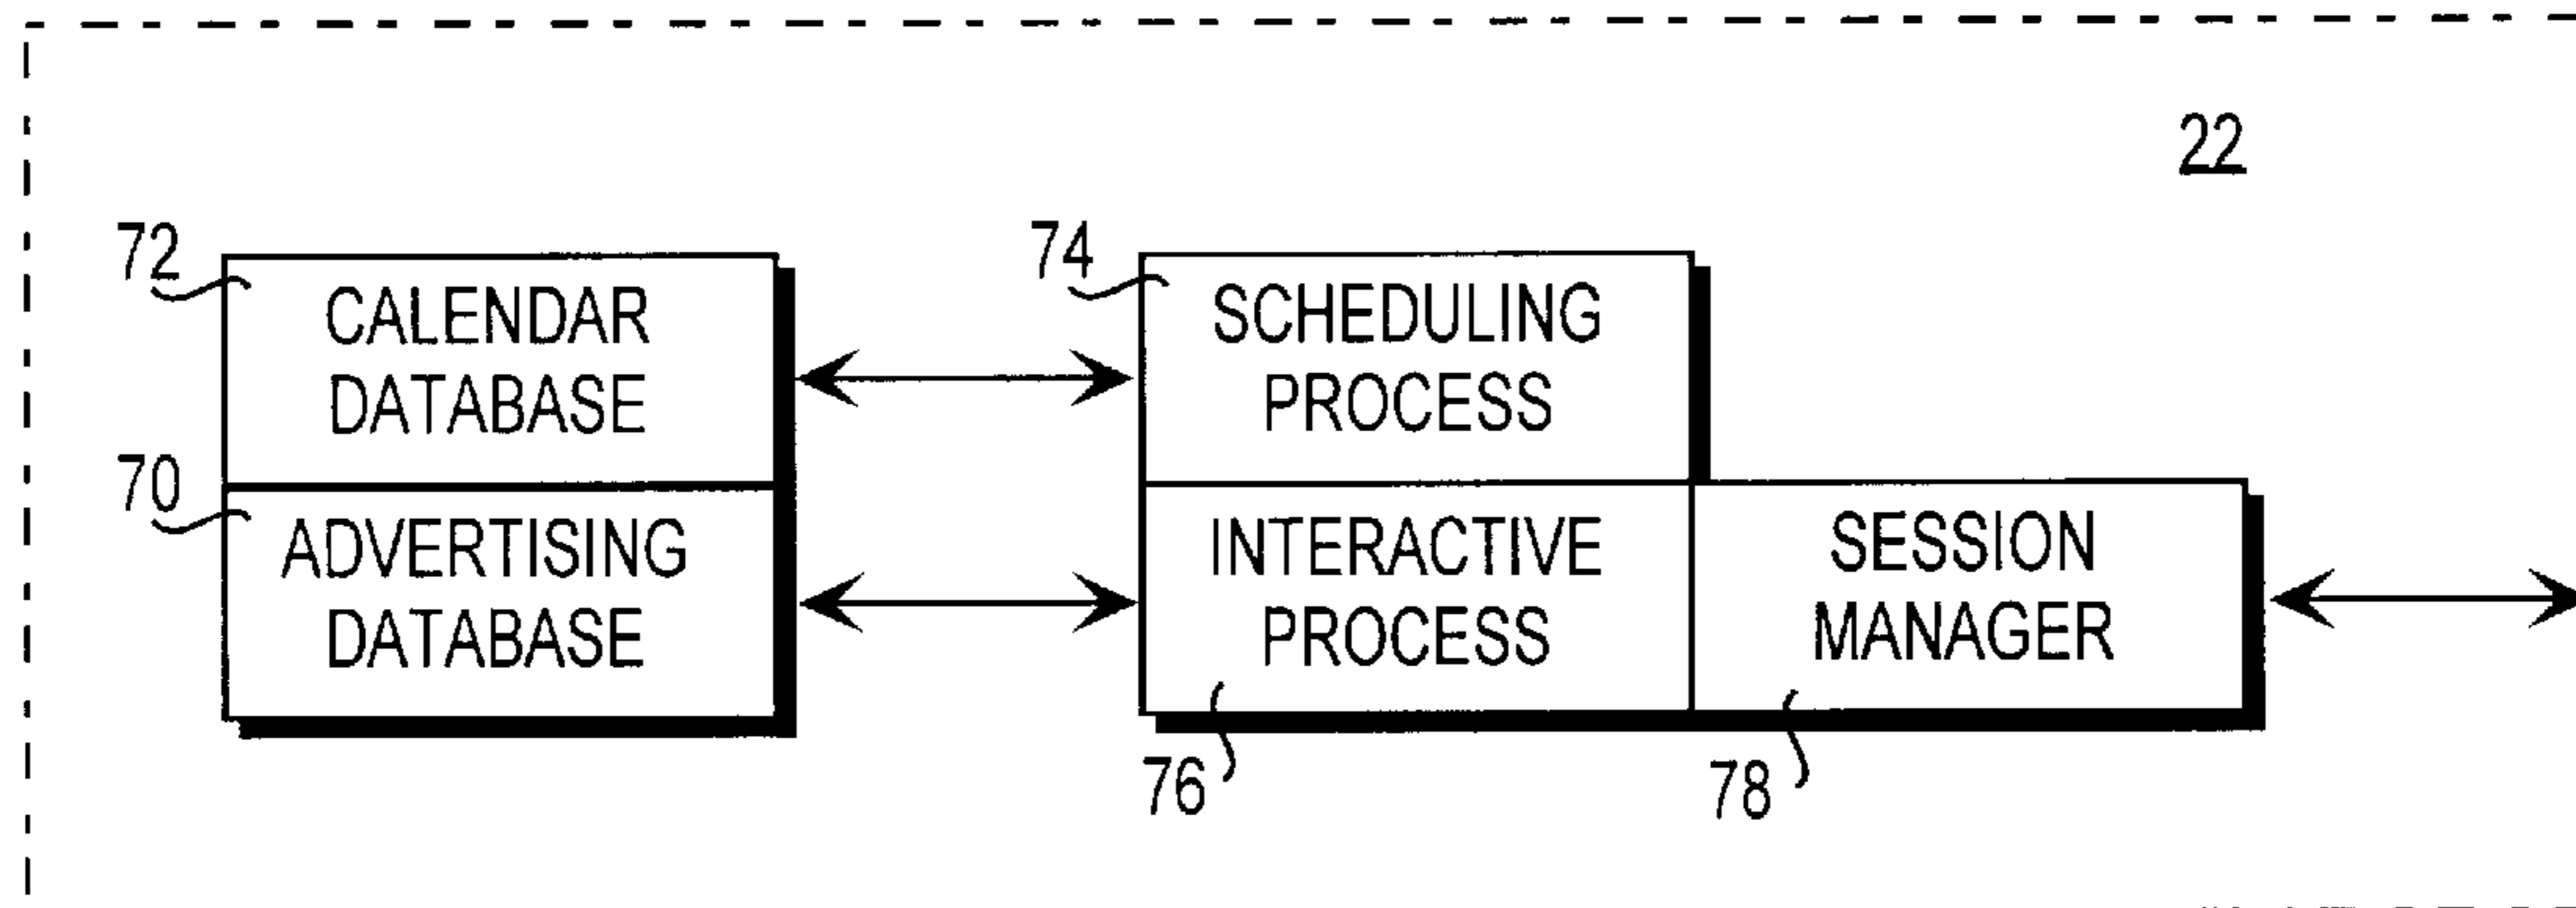 22
72
CALENDAR
DATABASE
70
ADVERTISING
DATABASE
74
SCHEDULING
PROCESS
INTERACTIVE
PROCESS
76
SESSION
MANAGER
78